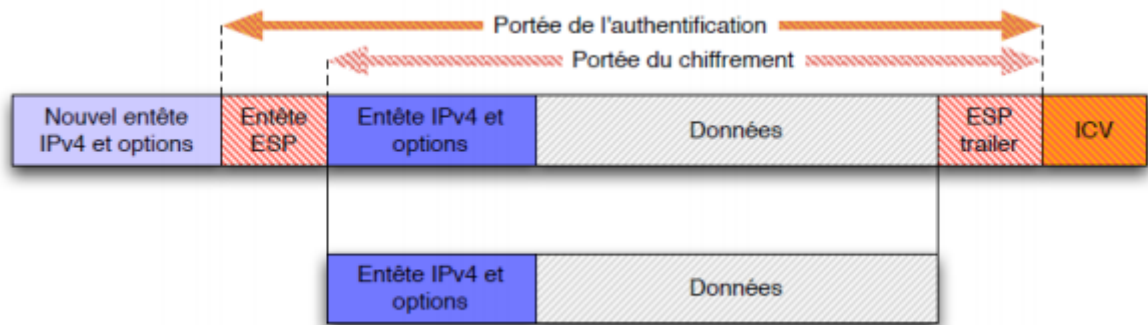 Portée de l'authentification
Portée du chiffrement
Nouvel entête
IPv4 et options
Entête
ESP
Entête IPv4 et
options
Données
ESP
trailer
ICV
Entête IPv4 et
options
Données